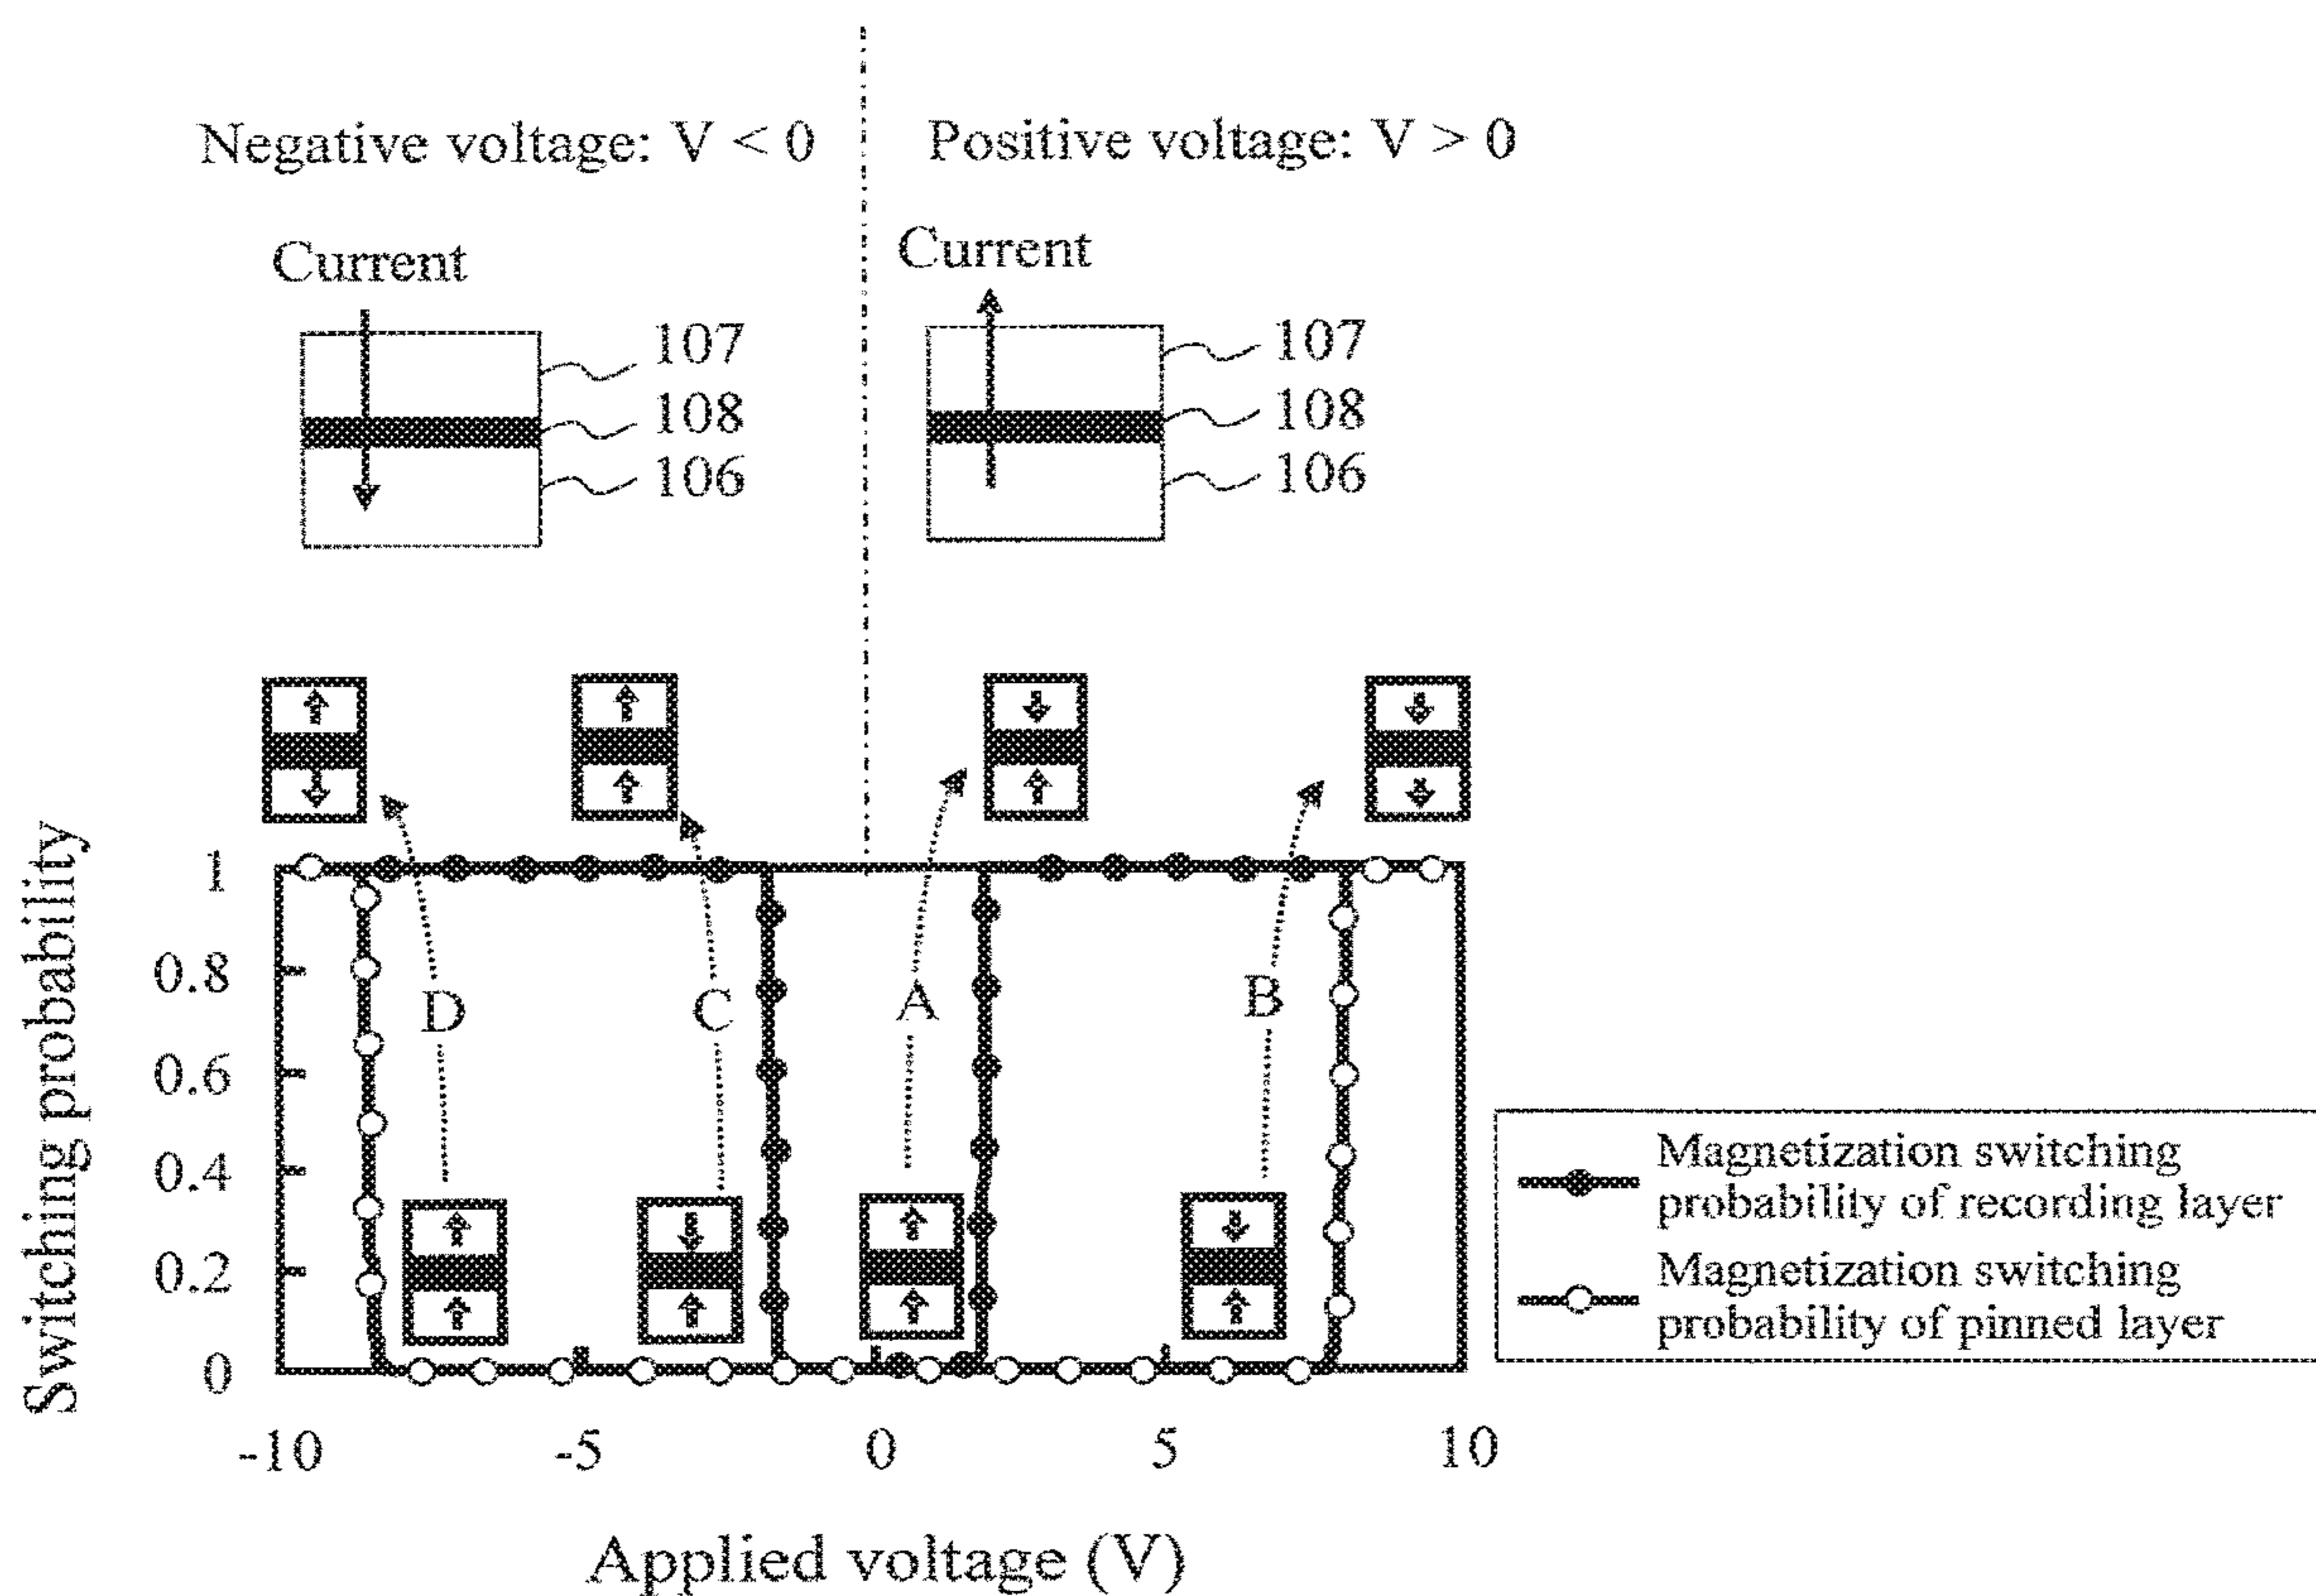 Negative voltage: V < 0
Positive voltage: V > 0
Current
107
108
106
Current
107
108
106
Switching probability
1
0.8
0.6
0.4
0.2
0
D
C
A
B
-10
-5
0
5
10
Applied voltage (V)
Magnetization switching
probability of recording layer
Magnetization switching
probability of pinned layer